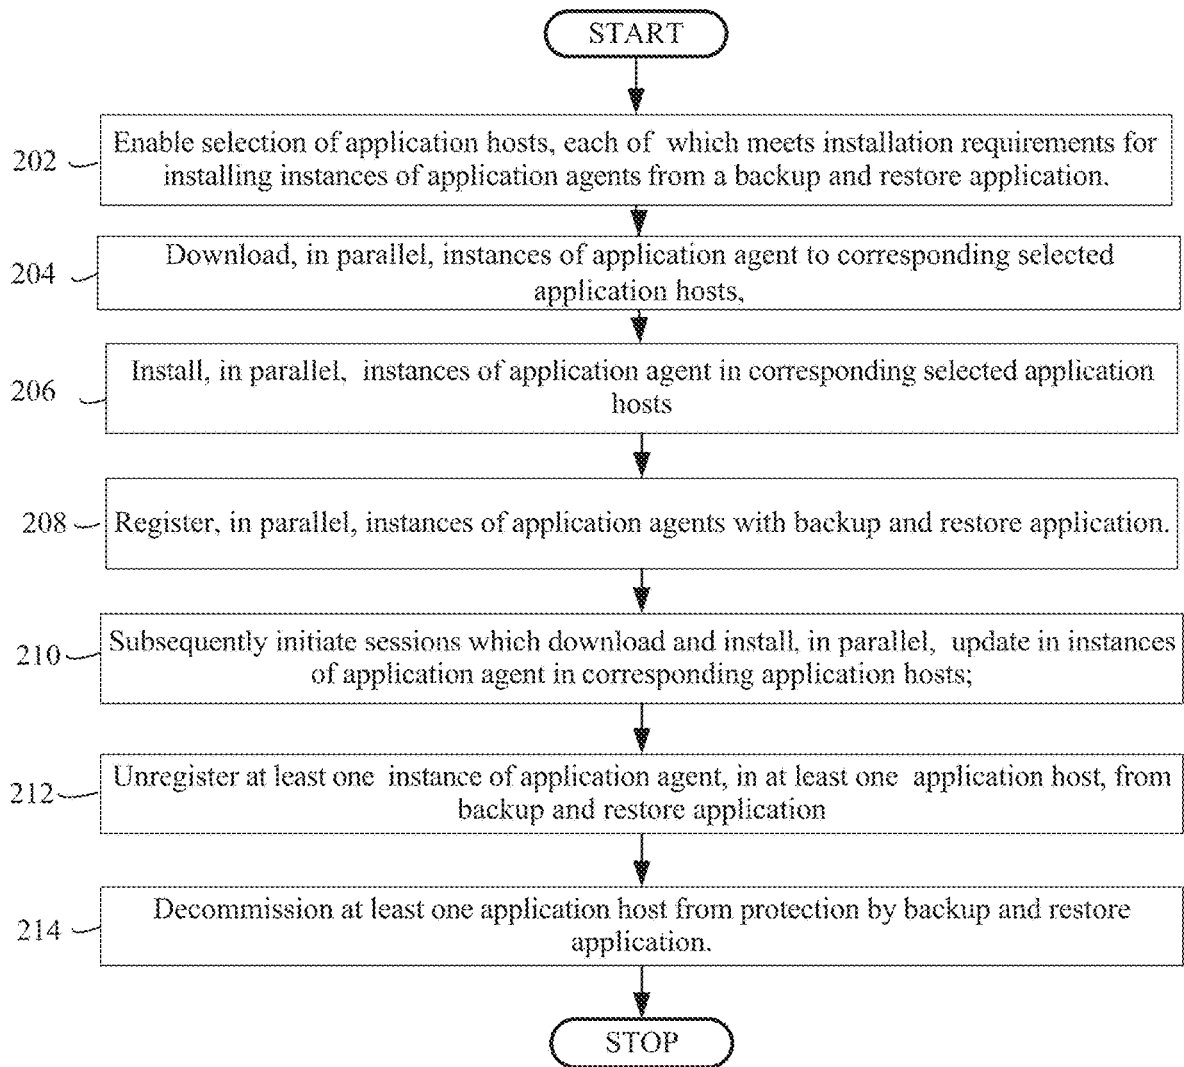 START
202
Enable selection of application hosts, each of which meets installation requirements for
installing instances of application agents from a backup and restore application.
204
Download, in parallel, instances of application agent to corresponding selected
application hosts,
206
Install, in parallel, instances of application agent in corresponding selected application
hosts
208
Register, in parallel, instances of application agents with backup and restore application.
210
Subsequently initiate sessions which download and install, in parallel, update in instances
of application agent in corresponding application hosts;
212
Unregister at least one instance of application agent, in at least one application host, from
backup and restore application
214
Decommission at least one application host from protection by backup and restore
application.
STOP